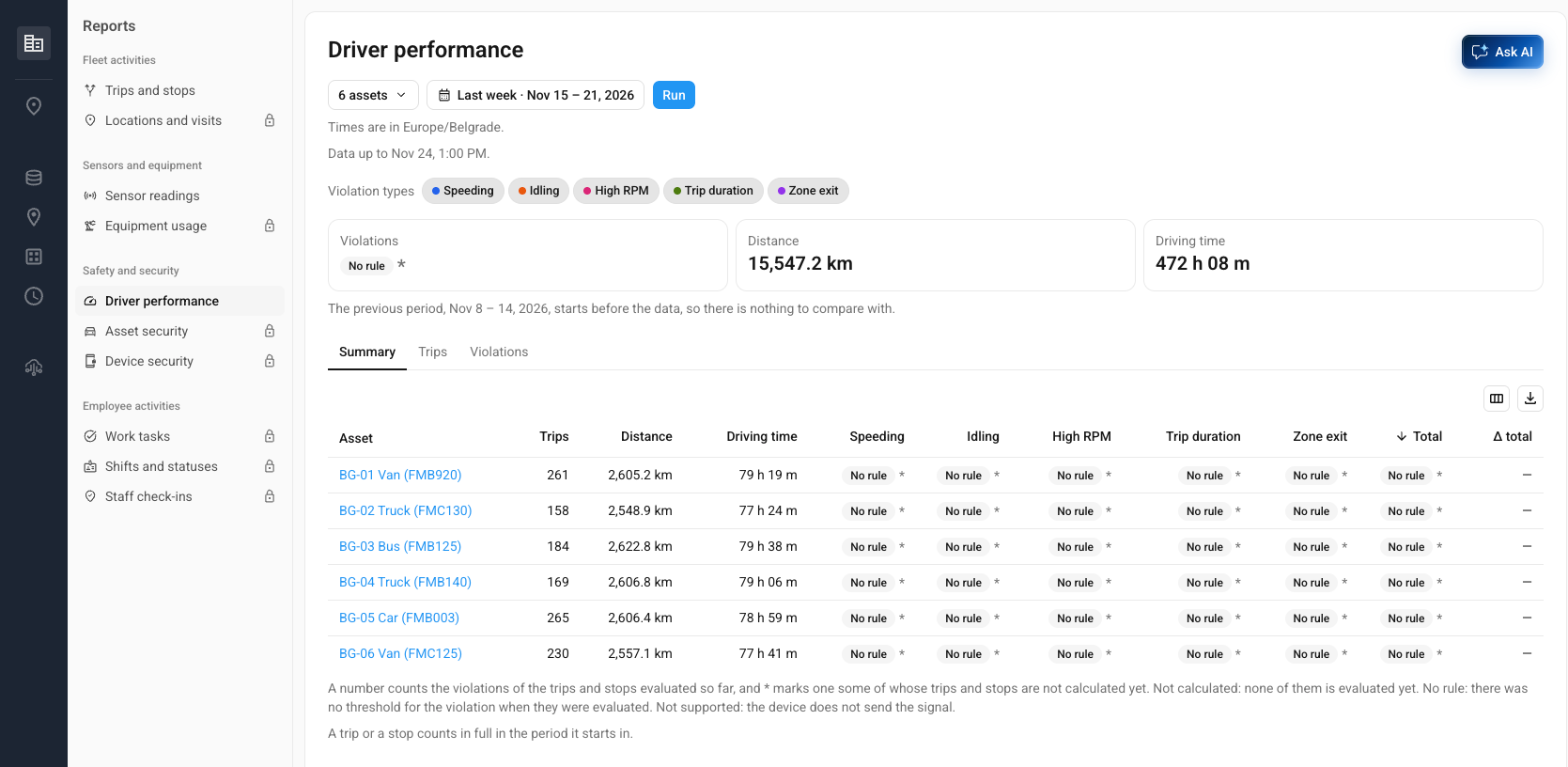 Reports
Fleet activities
Trips and stops
Locations and visits
Sensors and equipment
Sensor readings
Equipment usage
Safety and security
Driver performance
Asset security
Device security
Employee activities
Work tasks
Shifts and statuses
Staff check-ins
Driver performance
Ask AI
6 assets
Last week · Nov 15 – 21, 2026
Run
Times are in Europe/Belgrade.
Data up to Nov 24, 1:00 PM.
Violation types Speeding Idling High RPM Trip duration Zone exit
Violations
No rule *
Distance
15,547.2 km
Driving time
472 h 08 m
The previous period, Nov 8 – 14, 2026, starts before the data, so there is nothing to compare with.
Summary Trips Violations
Asset Trips Distance Driving time Speeding Idling High RPM Trip duration Zone exit ↓ Total Δ total
BG-01 Van (FMB920) 261 2,605.2 km 79 h 19 m No rule * No rule * No rule * No rule * No rule * No rule * –
BG-02 Truck (FMC130) 158 2,548.9 km 77 h 24 m No rule * No rule * No rule * No rule * No rule * No rule * –
BG-03 Bus (FMB125) 184 2,622.8 km 79 h 38 m No rule * No rule * No rule * No rule * No rule * No rule * –
BG-04 Truck (FMB140) 169 2,606.8 km 79 h 06 m No rule * No rule * No rule * No rule * No rule * No rule * –
BG-05 Car (FMB003) 265 2,606.4 km 78 h 59 m No rule * No rule * No rule * No rule * No rule * No rule * –
BG-06 Van (FMC125) 230 2,557.1 km 77 h 41 m No rule * No rule * No rule * No rule * No rule * No rule * –
A number counts the violations of the trips and stops evaluated so far, and * marks one some of whose trips and stops are not calculated yet. Not calculated: none of them is evaluated yet. No rule: there was
no threshold for the violation when they were evaluated. Not supported: the device does not send the signal.
A trip or a stop counts in full in the period it starts in.